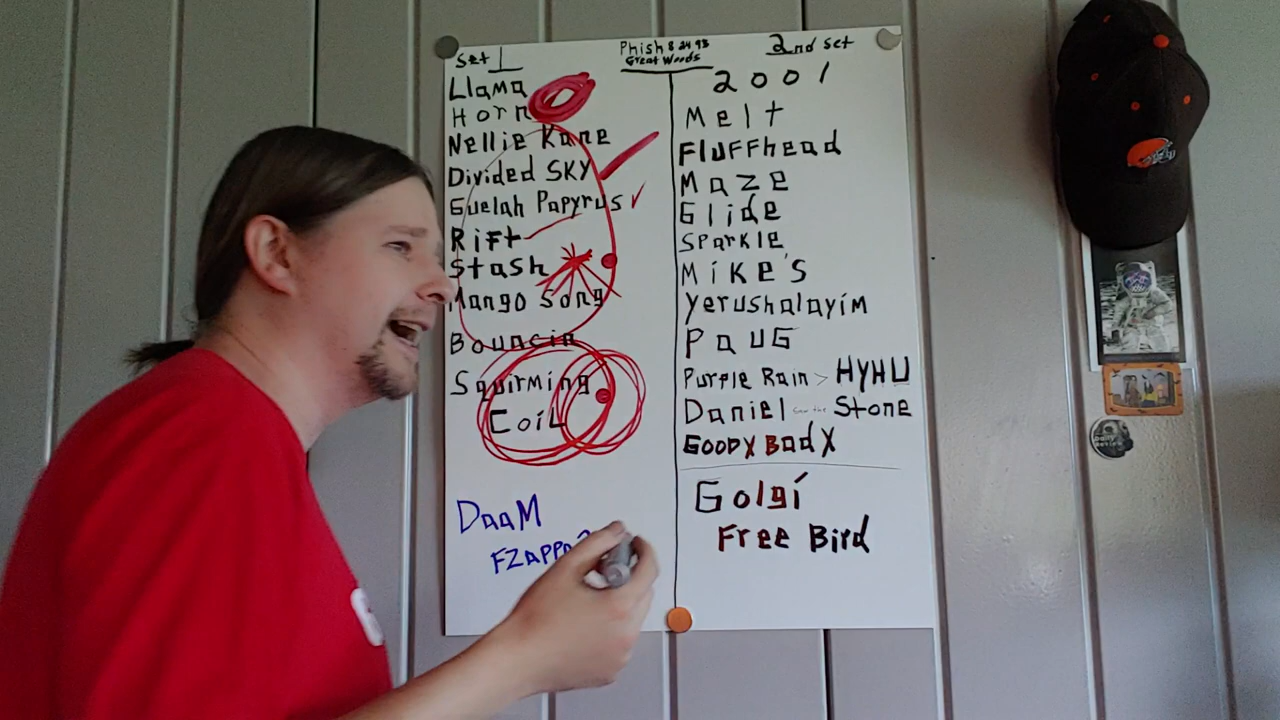 Set 1
Phish 8 24 93
Great Woods
2nd set
Llama
Horn
Nellie Kane
Divided SKY
Guelah Papyrus
Rift
Stash
Mango Song
Bouncin
Squirming
Coil
DaaM
FZAPPA?
2001
Melt
Fluffhead
Maze
Glide
Sparkle
Mike's
Yerushalayim
PauG
Purple Rain > HYHU
Daniel Saw the Stone
GOODX BadX
Golgi
Free Bird